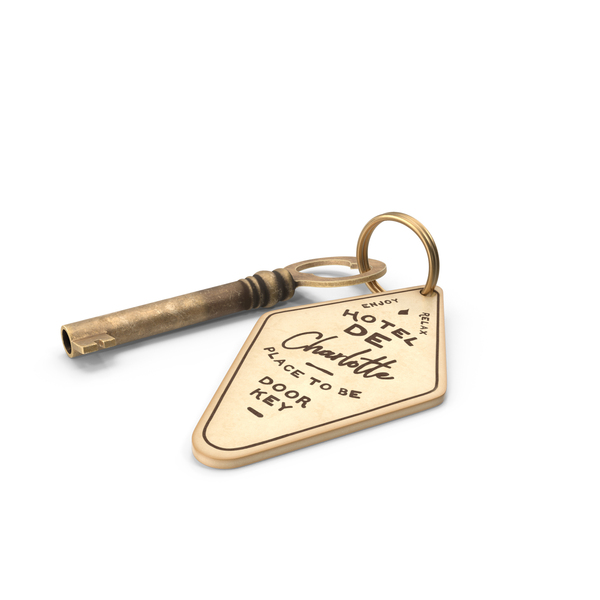 ENJOY
RELAX
HOTEL
DE
Charlotte
PLACE TO BE
DOOR
KEY